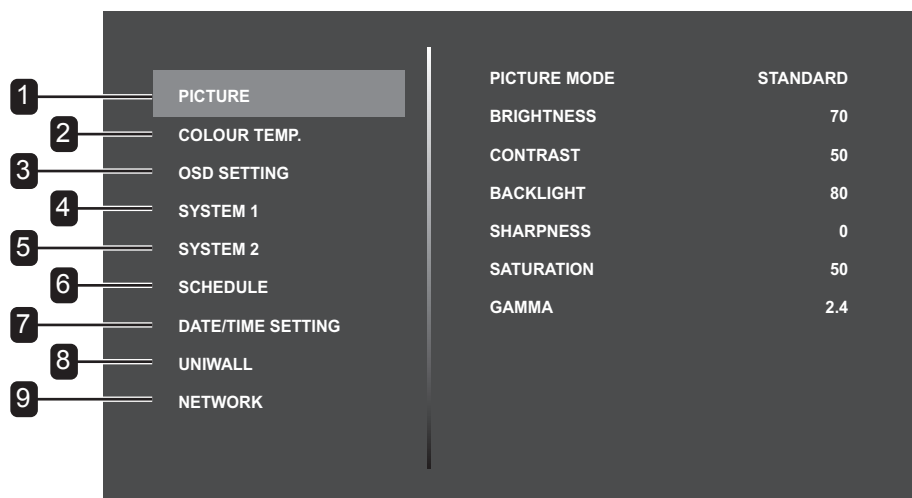 1 PICTURE
2 COLOUR TEMP.
3 OSD SETTING
4 SYSTEM 1
5 SYSTEM 2
6 SCHEDULE
7 DATE/TIME SETTING
8 UNIWALL
9 NETWORK
PICTURE MODE STANDARD
BRIGHTNESS 70
CONTRAST 50
BACKLIGHT 80
SHARPNESS 0
SATURATION 50
GAMMA 2.4